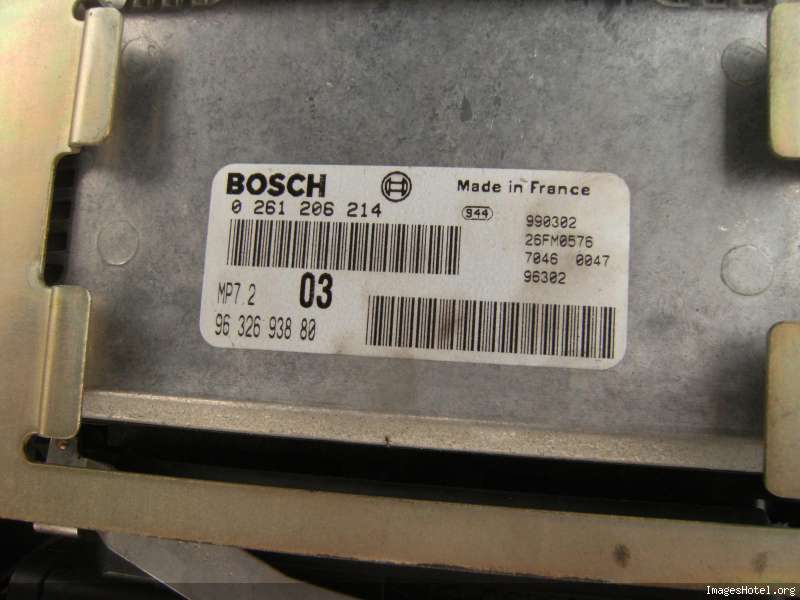 BOSCH Made in France
0 261 206 214 944 990302
26FM0576
7046 0047
96302
MP7.2 03
96 326 938 80
ImagesHotel.org